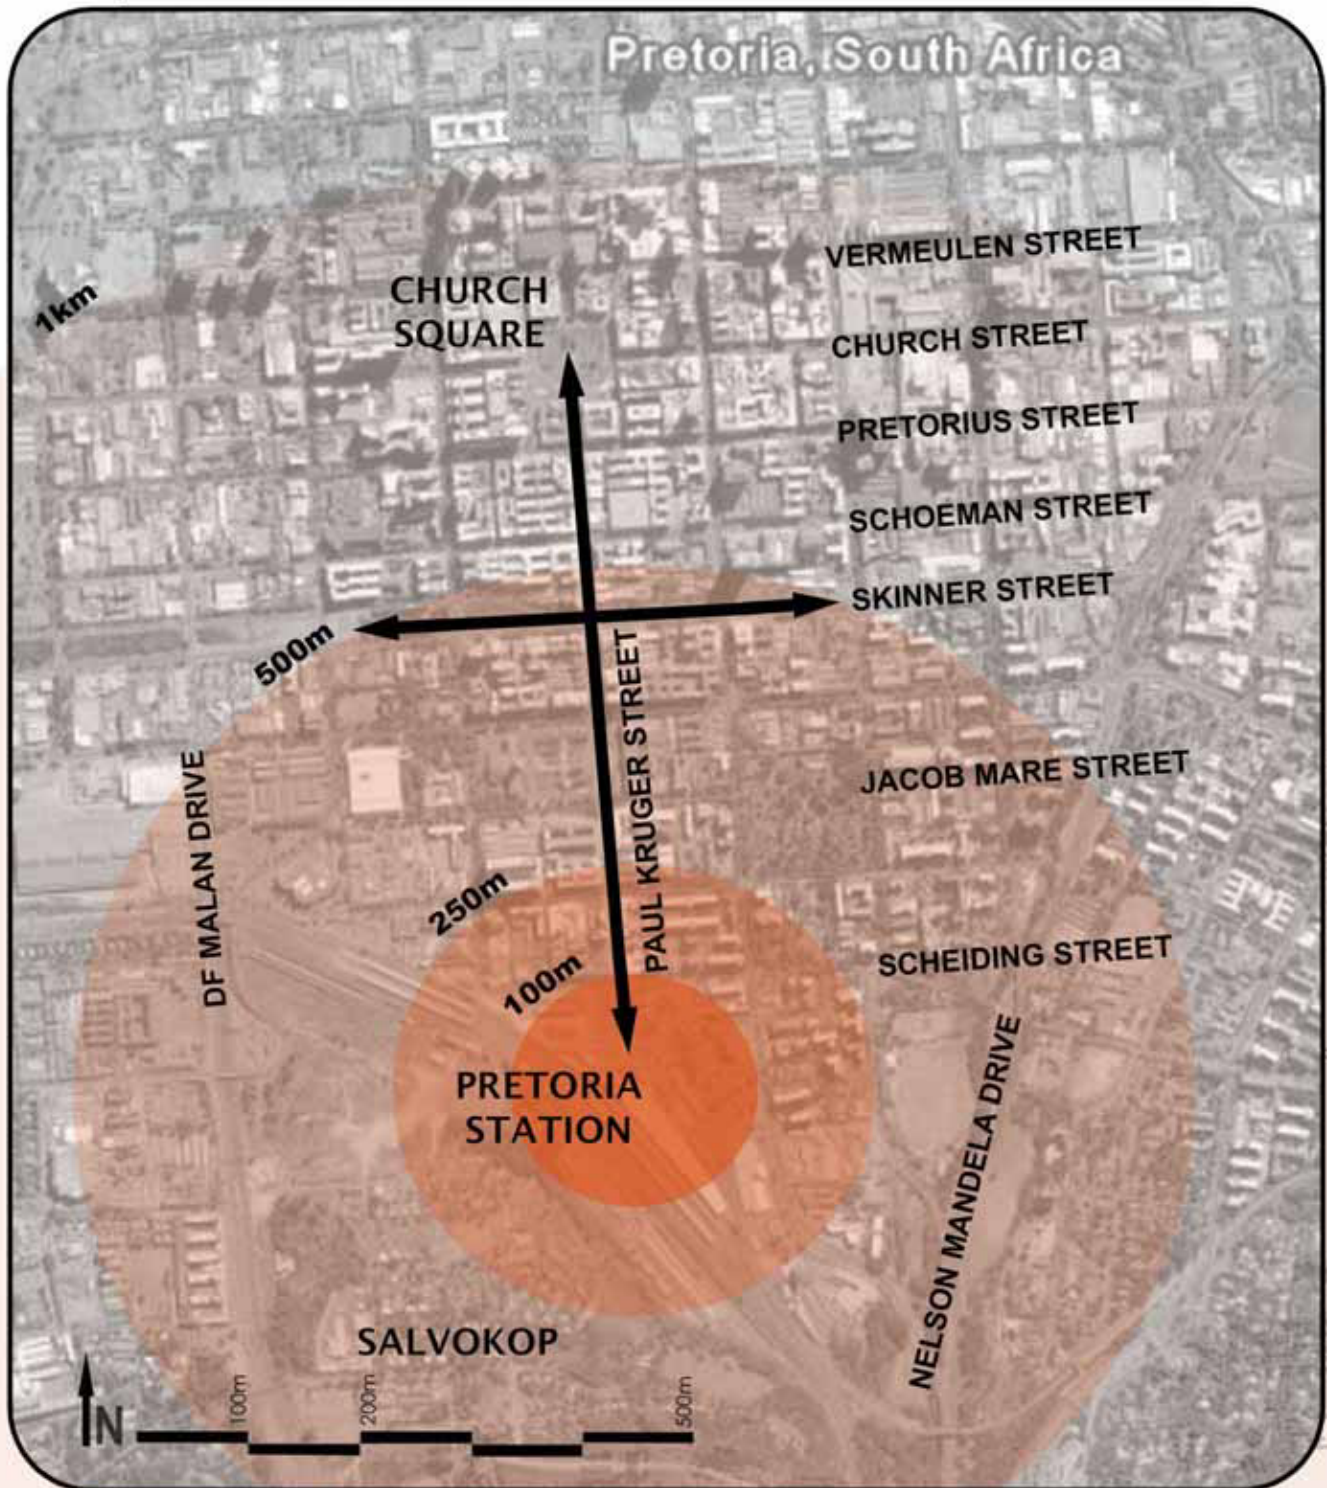 Pretoria, South Africa
VERMEULEN STREET
1km
CHURCH
SQUARE
CHURCH STREET
PRETORIUS STREET
SCHOEMAN STREET
SKINNER STREET
500m
PAUL KRUGER STREET
DF MALAN DRIVE
JACOB MARE STREET
250m
100m
SCHEIDING STREET
PRETORIA
STATION
NELSON MANDELA DRIVE
SALVOKOP
N
100m
200m
500m